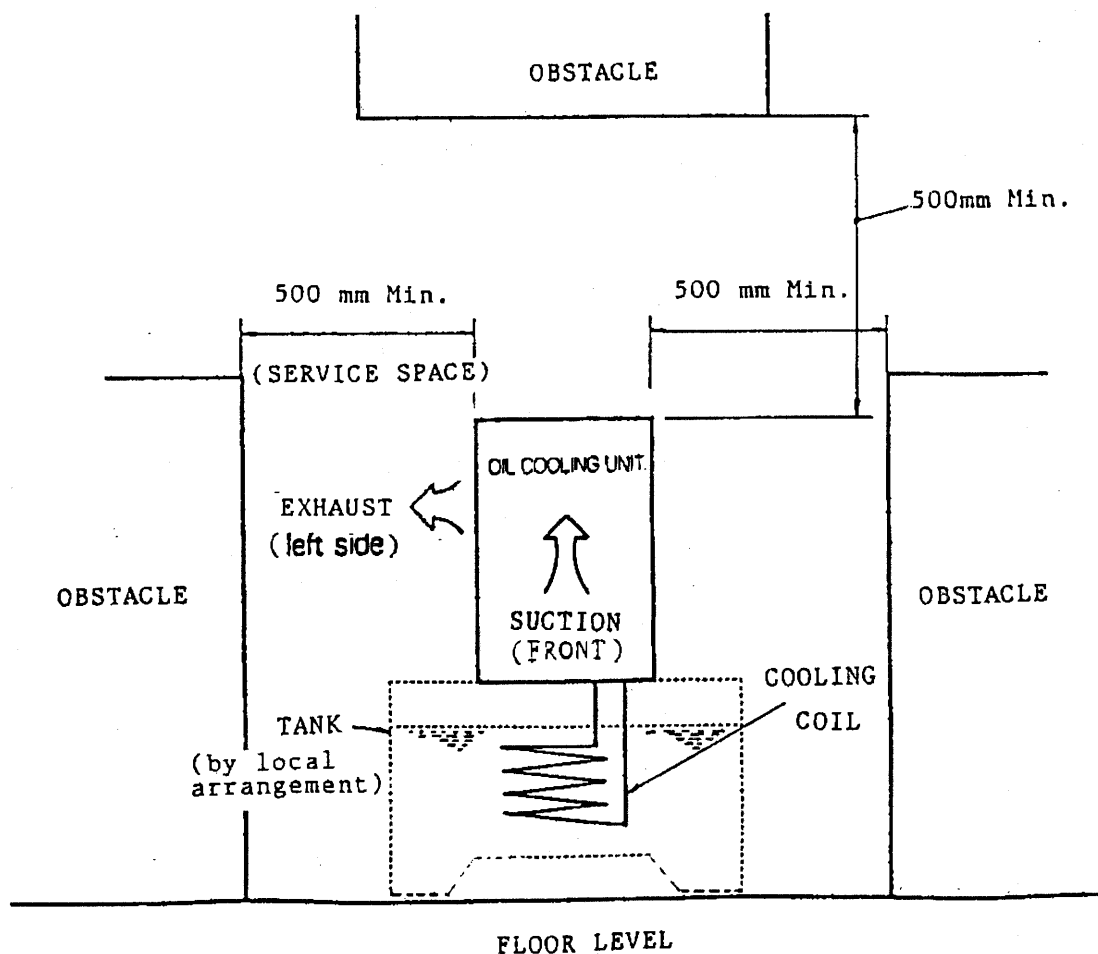 OBSTACLE
500mm Min.
500 mm Min.
500 mm Min.
(SERVICE SPACE)
OIL COOLING UNIT.
EXHAUST
(left side)
SUCTION
(FRONT)
OBSTACLE
OBSTACLE
COOLING
COIL
TANK
(by local
arrangement)
FLOOR LEVEL